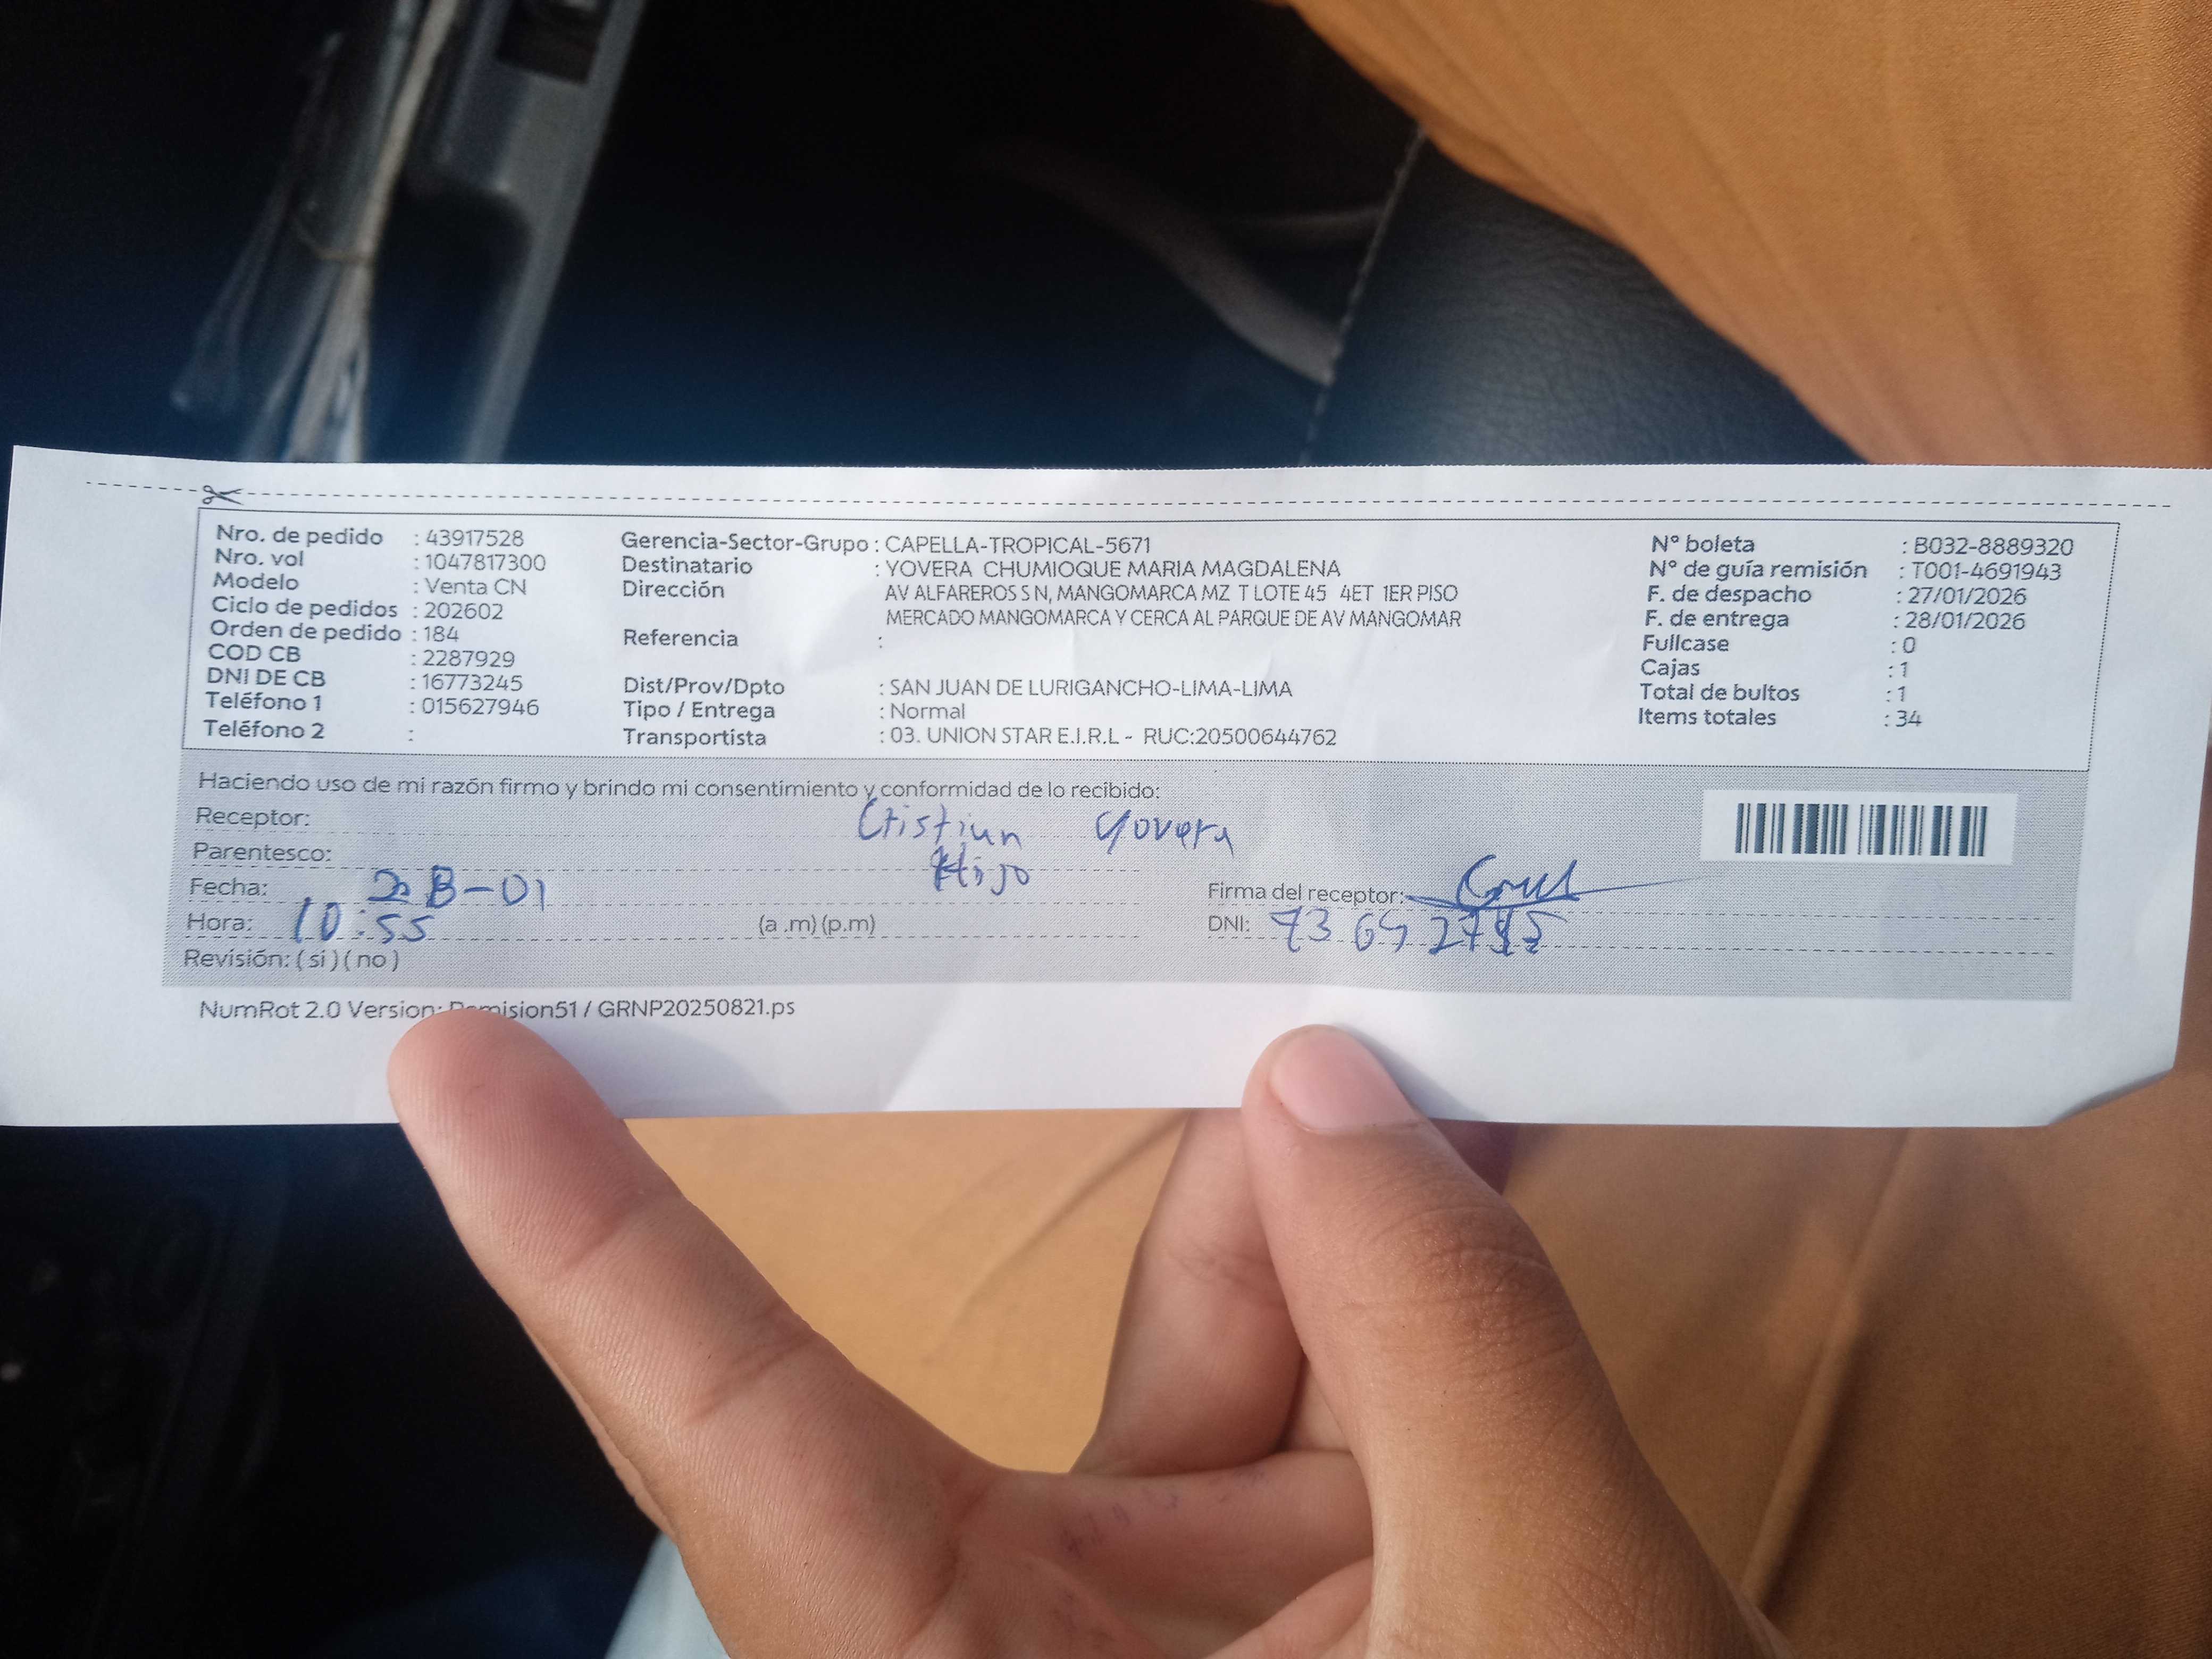 Nro. de pedido : 43917528
Nro. vol : 1047817300
Modelo : Venta CN
Ciclo de pedidos : 202602
Orden de pedido : 184
COD CB : 2287929
DNI DE CB : 16773245
Teléfono 1 : 015627946
Teléfono 2 :
Gerencia-Sector-Grupo : CAPELLA-TROPICAL-5671
Destinatario : YOVERA CHUMIOQUE MARIA MAGDALENA
Dirección AV ALFAREROS S N, MANGOMARCA MZ T LOTE 45 4ET 1ER PISO
MERCADO MANGOMARCA Y CERCA AL PARQUE DE AV MANGOMAR
Referencia :
Dist/Prov/Dpto : SAN JUAN DE LURIGANCHO-LIMA-LIMA
Tipo / Entrega : Normal
Transportista : 03. UNION STAR E.I.R.L - RUC:20500644762
N° boleta : B032-8889320
N° de guía remisión : T001-4691943
F. de despacho : 27/01/2026
F. de entrega : 28/01/2026
Fullcase : 0
Cajas : 1
Total de bultos : 1
Items totales : 34
Haciendo uso de mi razón firmo y brindo mi consentimiento y conformidad de lo recibido:
Receptor: Cristian Yovera
Parentesco: Hijo
Fecha: 28-01
Hora: 10:55 (a .m) (p.m)
Revisión: ( si ) ( no )
Firma del receptor:
DNI:
NumRot 2.0 Version: / GRNP20250821.ps